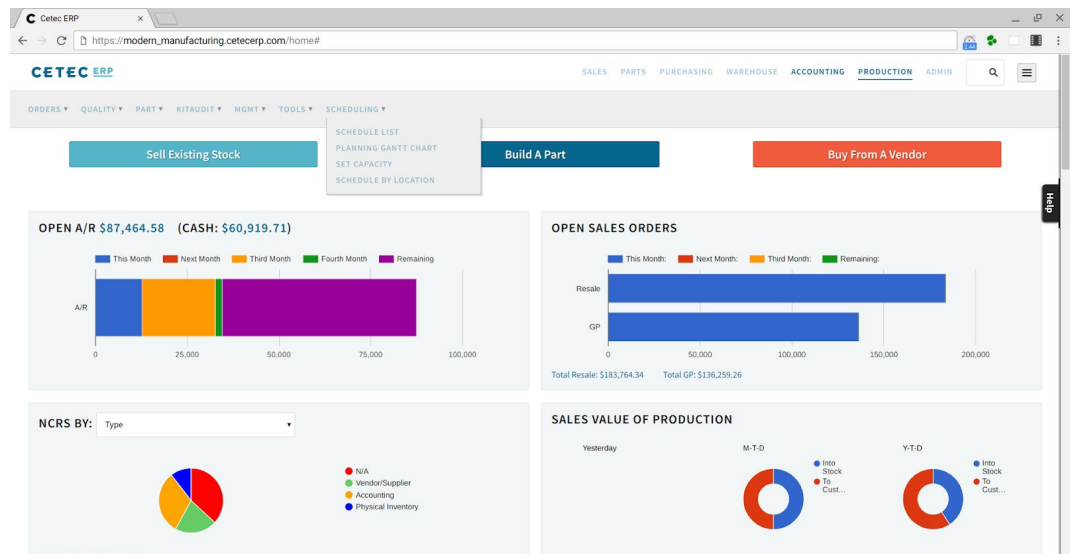 Cetec ERP
https://modern_manufacturing.cetecerp.com/home#
2.44
CETEC ERP
SALES PARTS PURCHASING WAREHOUSE ACCOUNTING PRODUCTION ADMIN
ORDERS QUALITY PART KITAUDIT MGMT TOOLS SCHEDULING
SCHEDULE LIST
PLANNING GANTT CHART
SET CAPACITY
SCHEDULE BY LOCATION
Sell Existing Stock
Build A Part
Buy From A Vendor
Help
OPEN A/R $87,464.58 (CASH: $60,919.71)
This Month Next Month Third Month Fourth Month Remaining
A/R
0 25,000 50,000 75,000 100,000
OPEN SALES ORDERS
This Month: Next Month: Third Month: Remaining:
Resale
GP
0 50,000 100,000 150,000 200,000
Total Resale: $183,764.34 Total GP: $136,259.26
NCRS BY: Type
N/A
Vendor/Supplier
Accounting
Physical Inventory
SALES VALUE OF PRODUCTION
Yesterday M-T-D Y-T-D
Into
Stock
To
Cust...
Into
Stock
To
Cust...